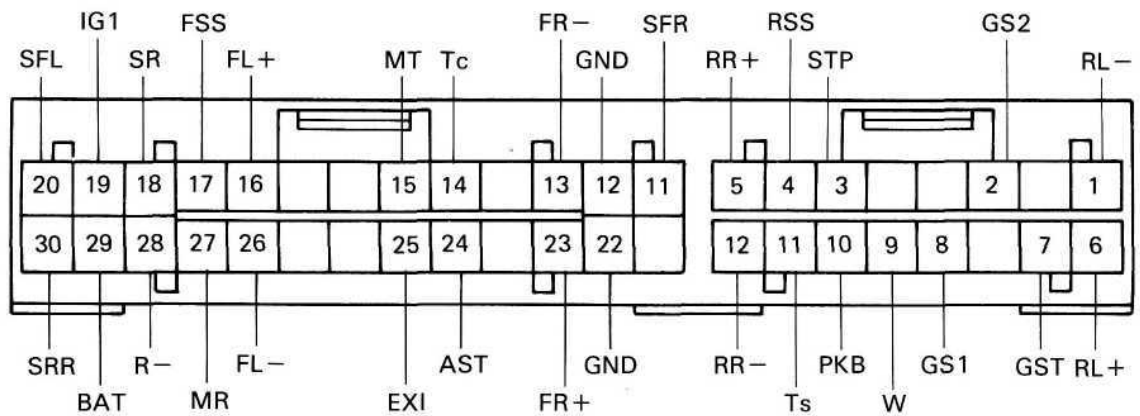 IG1 FSS FR− SFR RSS GS2
SFL SR FL+ MT Tc GND RR+ STP RL−
20 19 18 17 16 15 14 13 12 11 5 4 3 2 1
30 29 28 27 26 25 24 23 22 12 11 10 9 8 7 6
SRR R− FL− AST GND RR− PKB GS1 GST RL+
BAT MR EXI FR+ Ts W